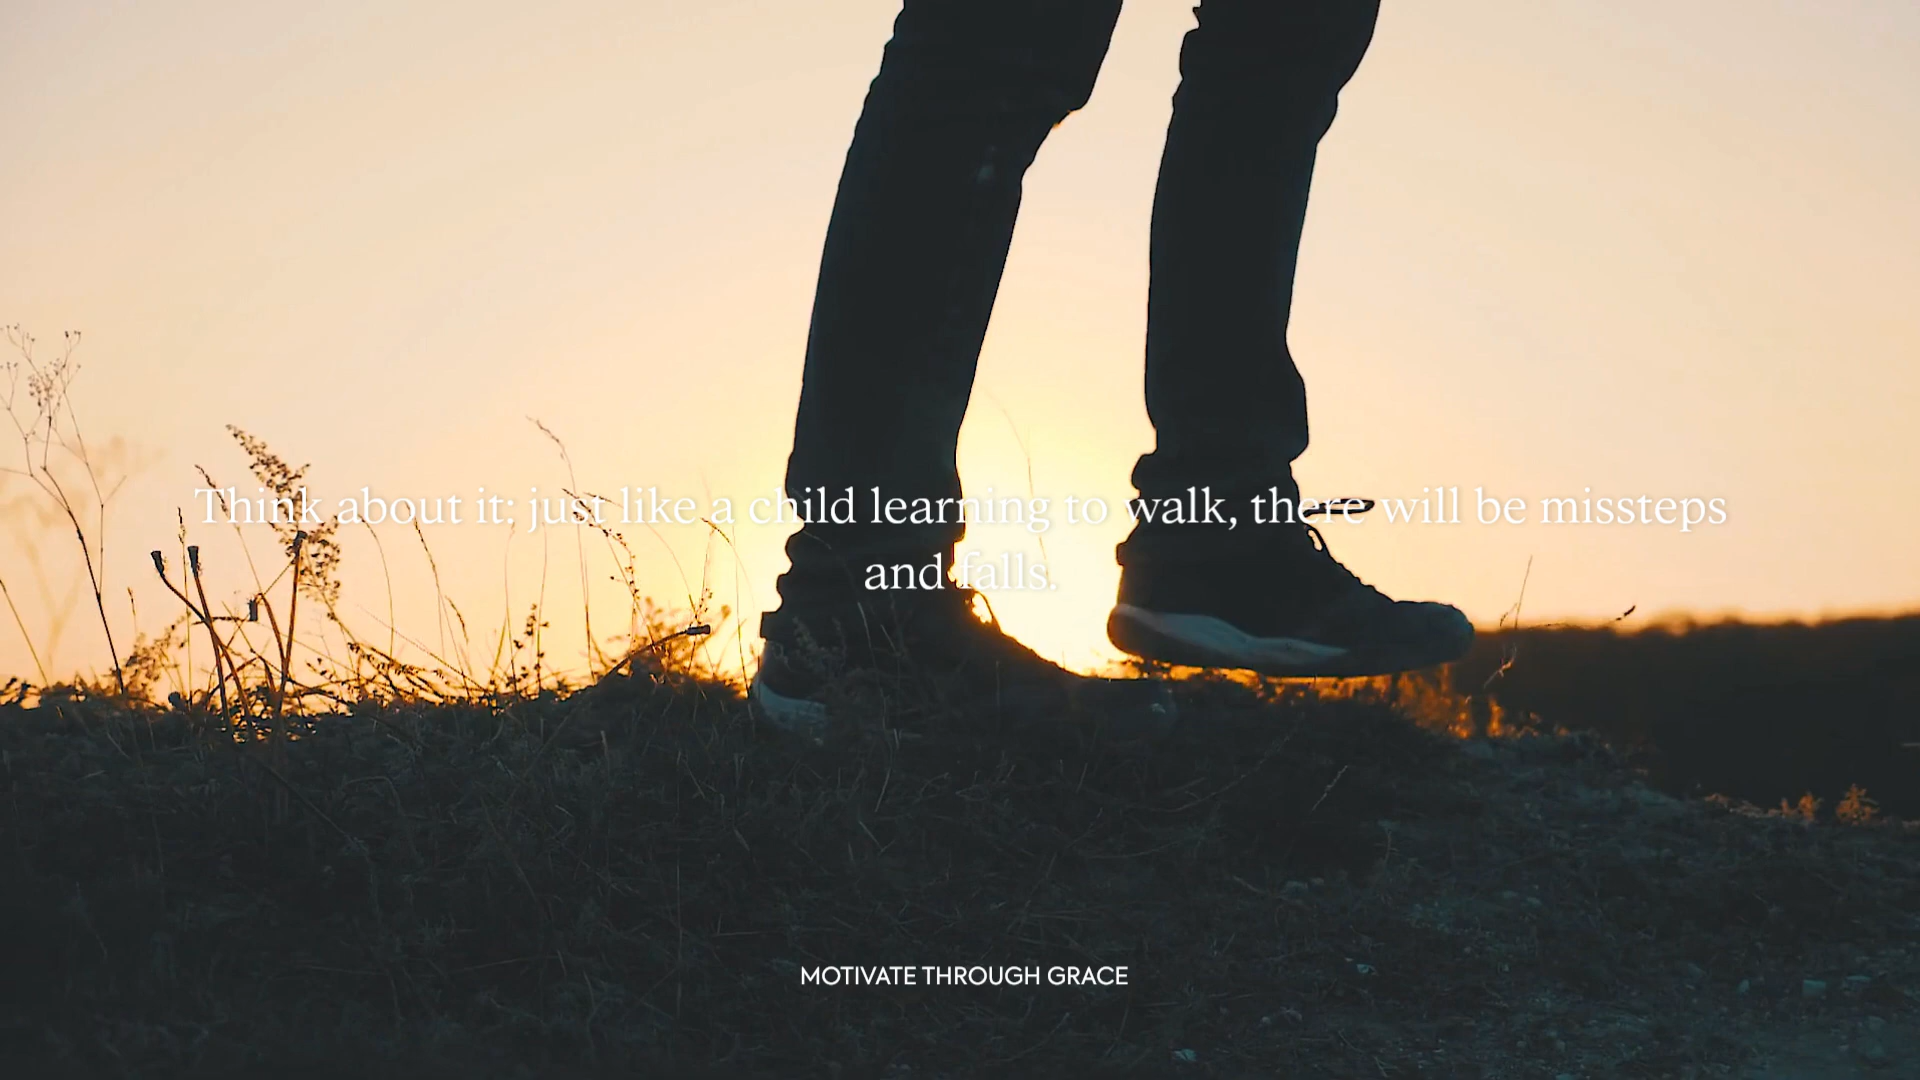 Think about it: just like a child learning to walk, there will be missteps
and falls.
MOTIVATE THROUGH GRACE